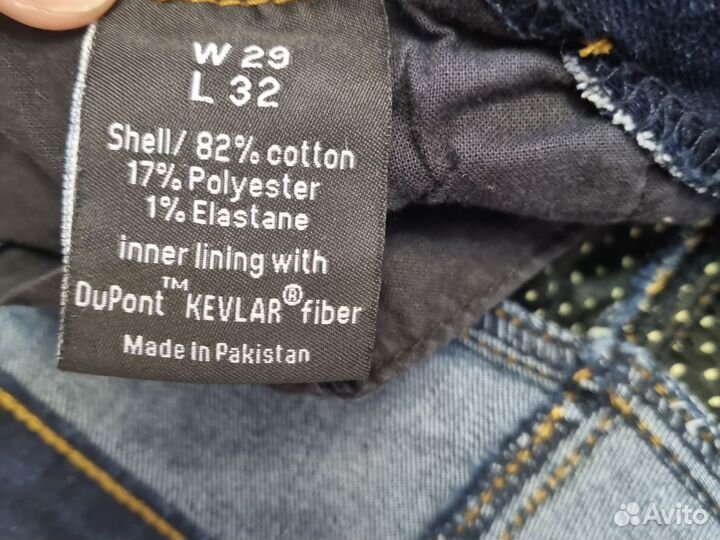 W 29
L 32
Shell/ 82% cotton
17% Polyester
1% Elastane
inner lining with
DuPont™ KEVLAR® fiber
Made in Pakistan
Avito